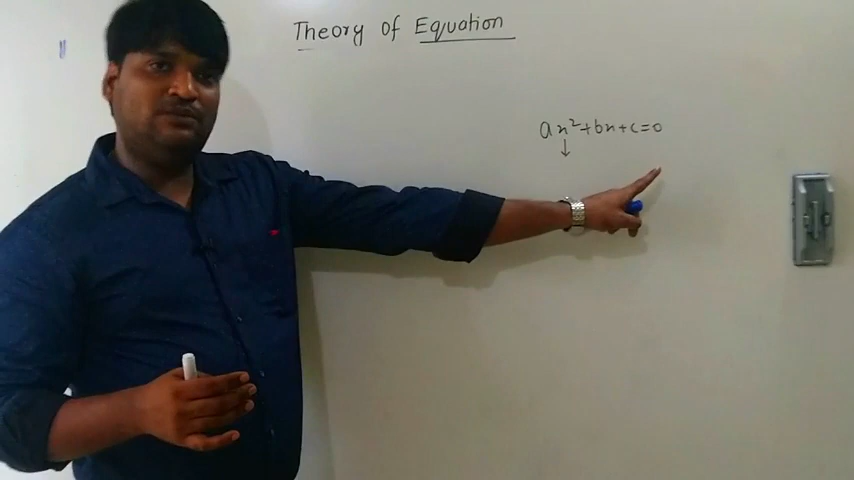 Theory of Equation
ax²+bx+c=0
↓